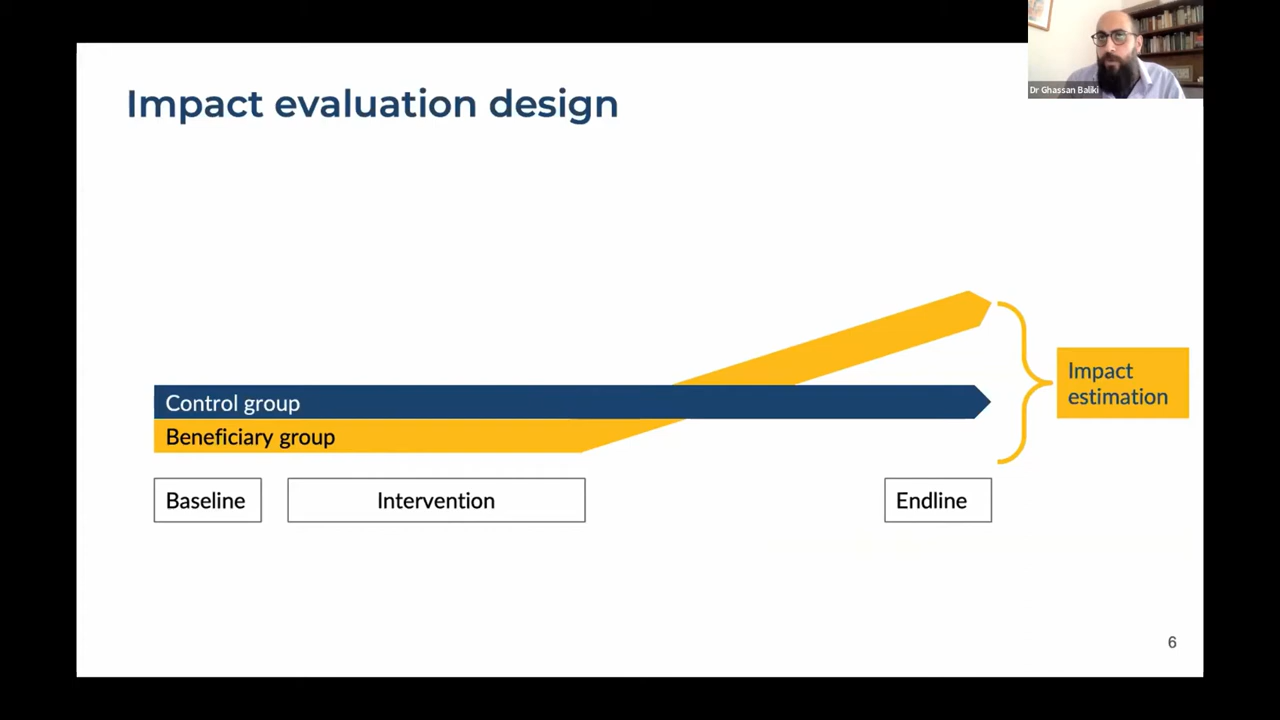 Dr Ghassan Baliki
Impact evaluation design
Control group
Beneficiary group
Impact
estimation
Baseline
Intervention
Endline
6